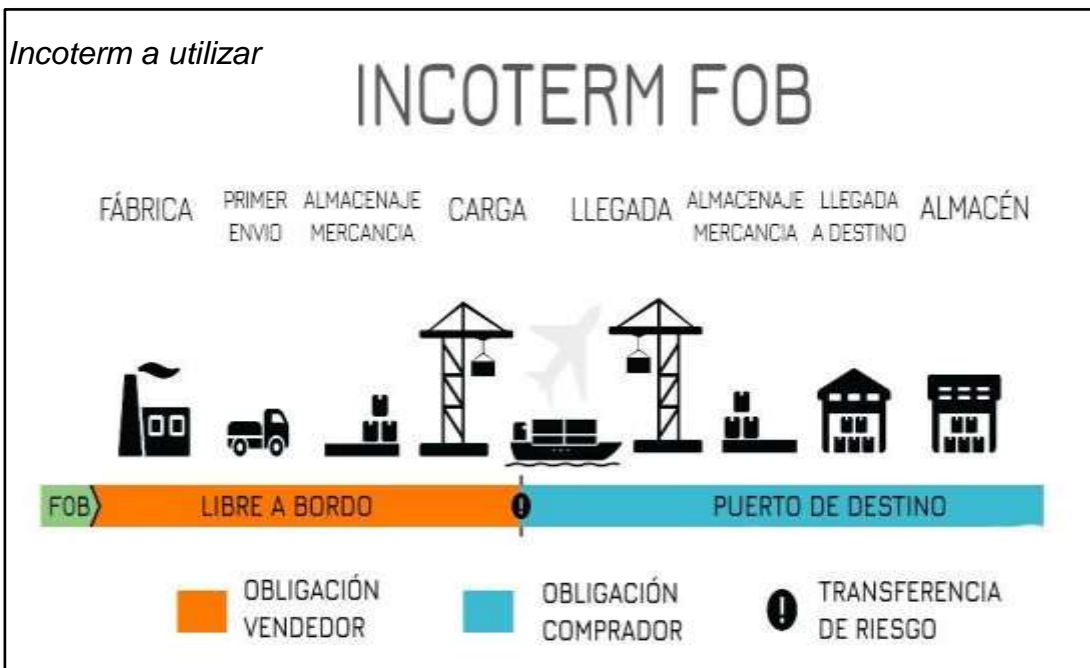 Incoterm a utilizar
INCOTERM FOB
FÁBRICA
PRIMER
ENVIO
ALMACENAJE
MERCANCIA
CARGA
LLEGADA
ALMACENAJE
MERCANCIA
LLEGADA
A DESTINO
ALMACÉN
FOB
LIBRE A BORDO
PUERTO DE DESTINO
OBLIGACIÓN
VENDEDOR
OBLIGACIÓN
COMPRADOR
TRANSFERENCIA
DE RIESGO